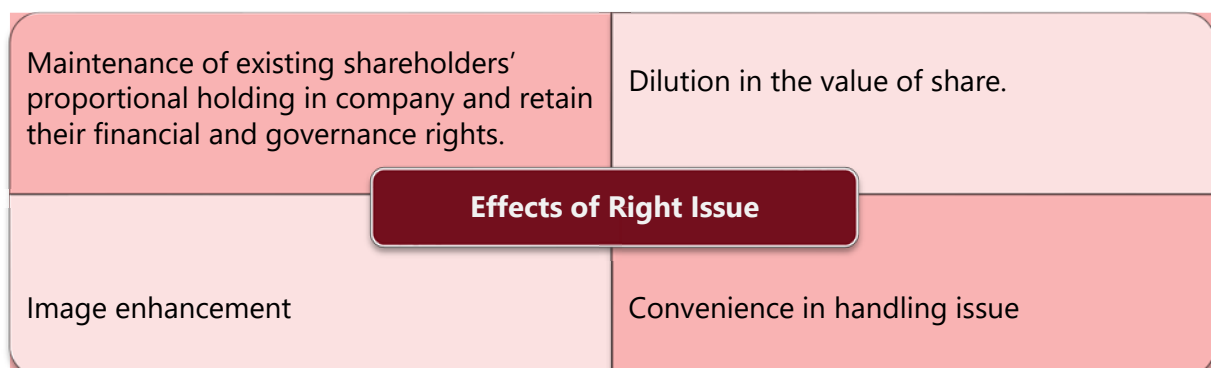 Maintenance of existing shareholders’
proportional holding in company and retain
their financial and governance rights.
Dilution in the value of share.
Effects of Right Issue
Image enhancement
Convenience in handling issue